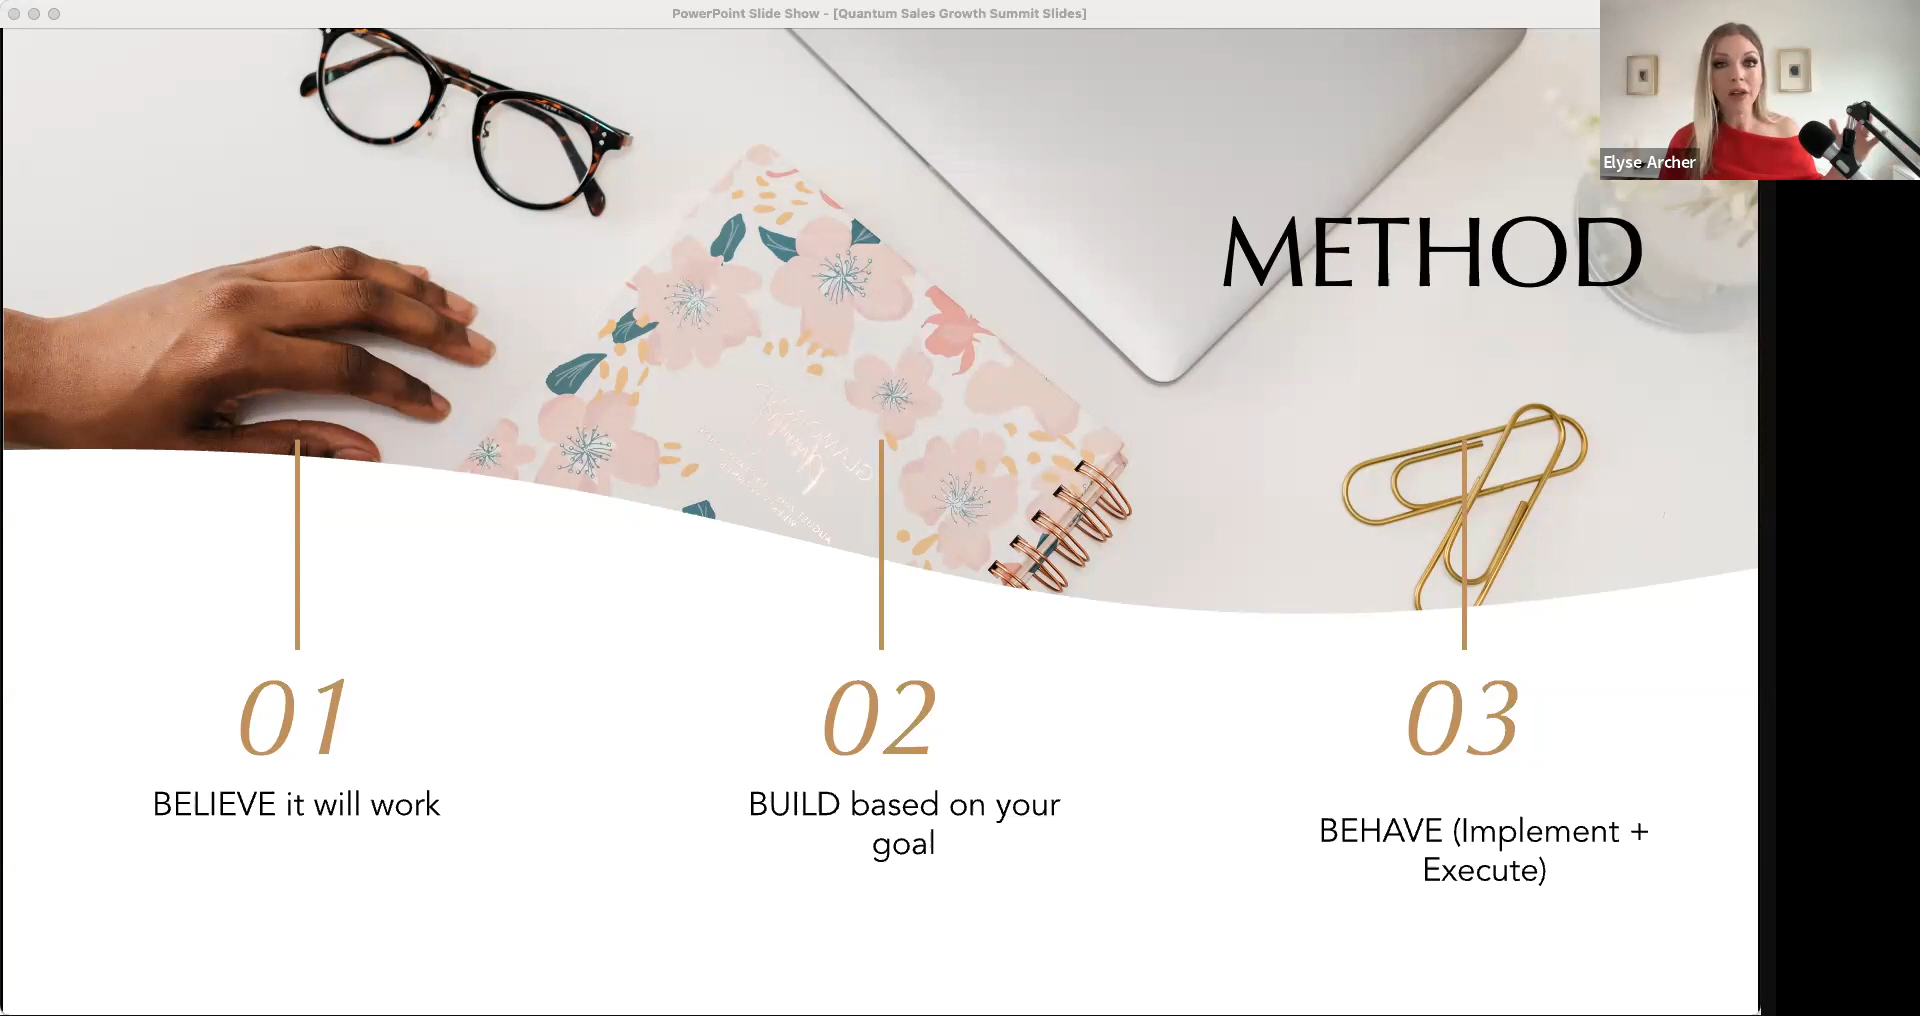 PowerPoint Slide Show - [Quantum Sales Growth Summit Slides]
Elyse Archer
METHOD
01
BELIEVE it will work
02
BUILD based on your
goal
03
BEHAVE (Implement +
Execute)